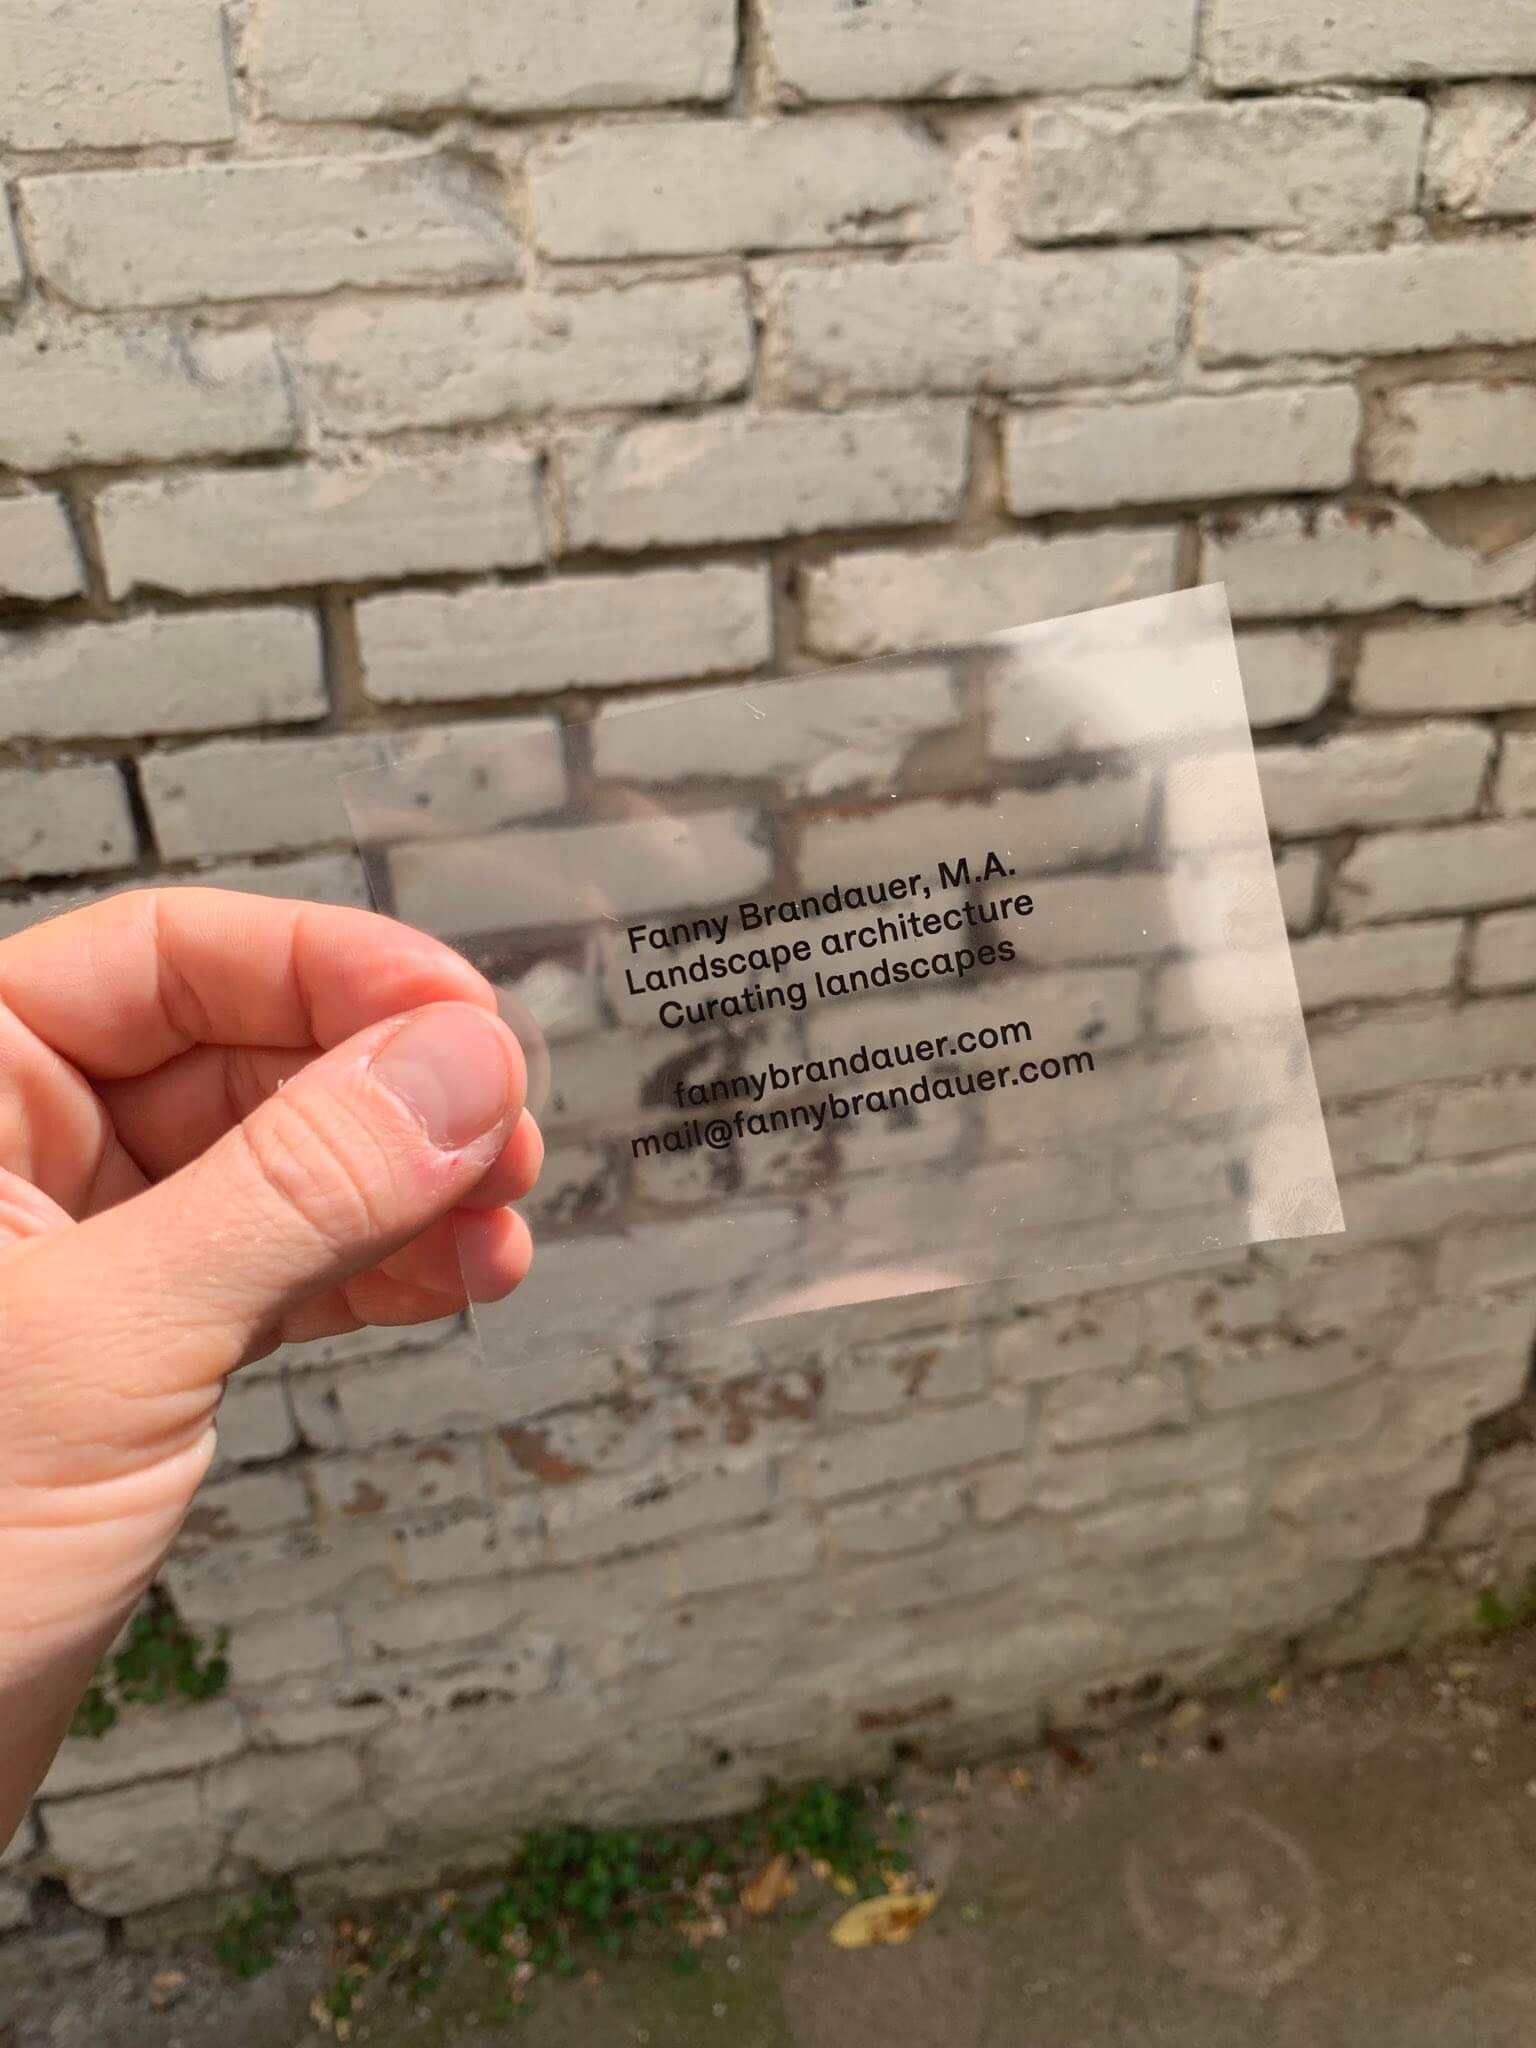 Fanny Brandauer, M.A.
Landscape architecture
Curating landscapes
fannybrandauer.com
mail@fannybrandauer.com